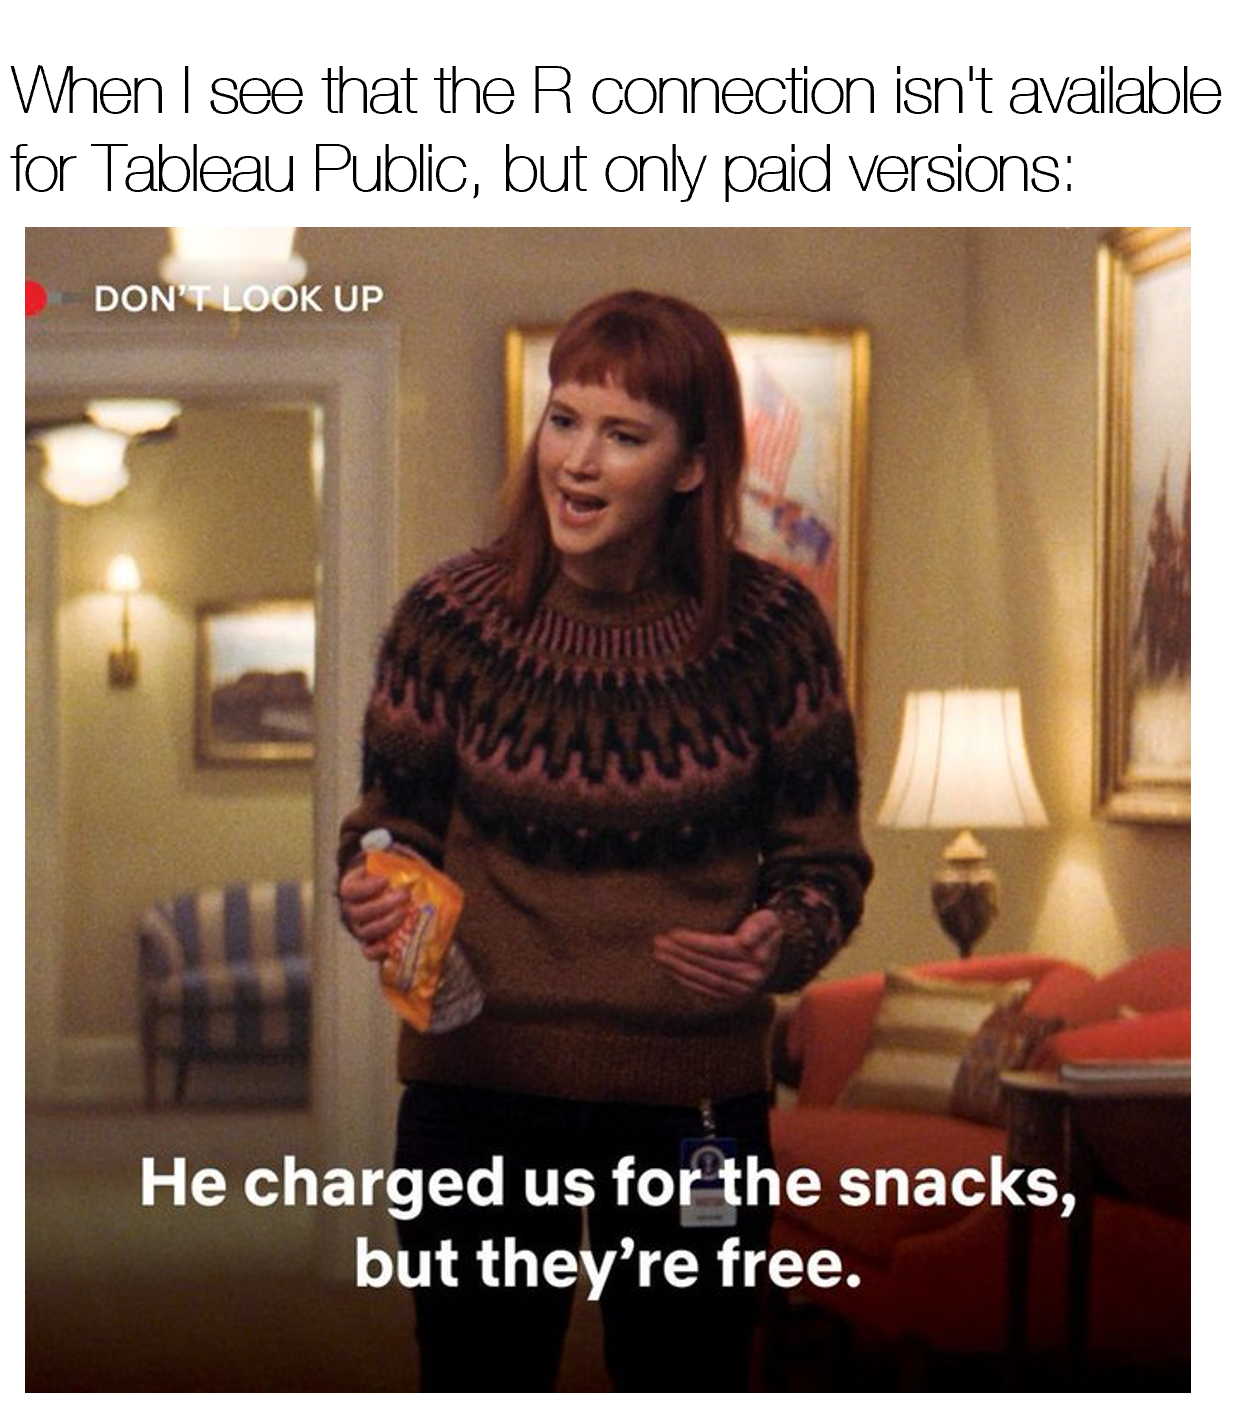 When I see that the R connection isn't available
for Tableau Public, but only paid versions:
DON'T LOOK UP
He charged us for the snacks,
but they're free.